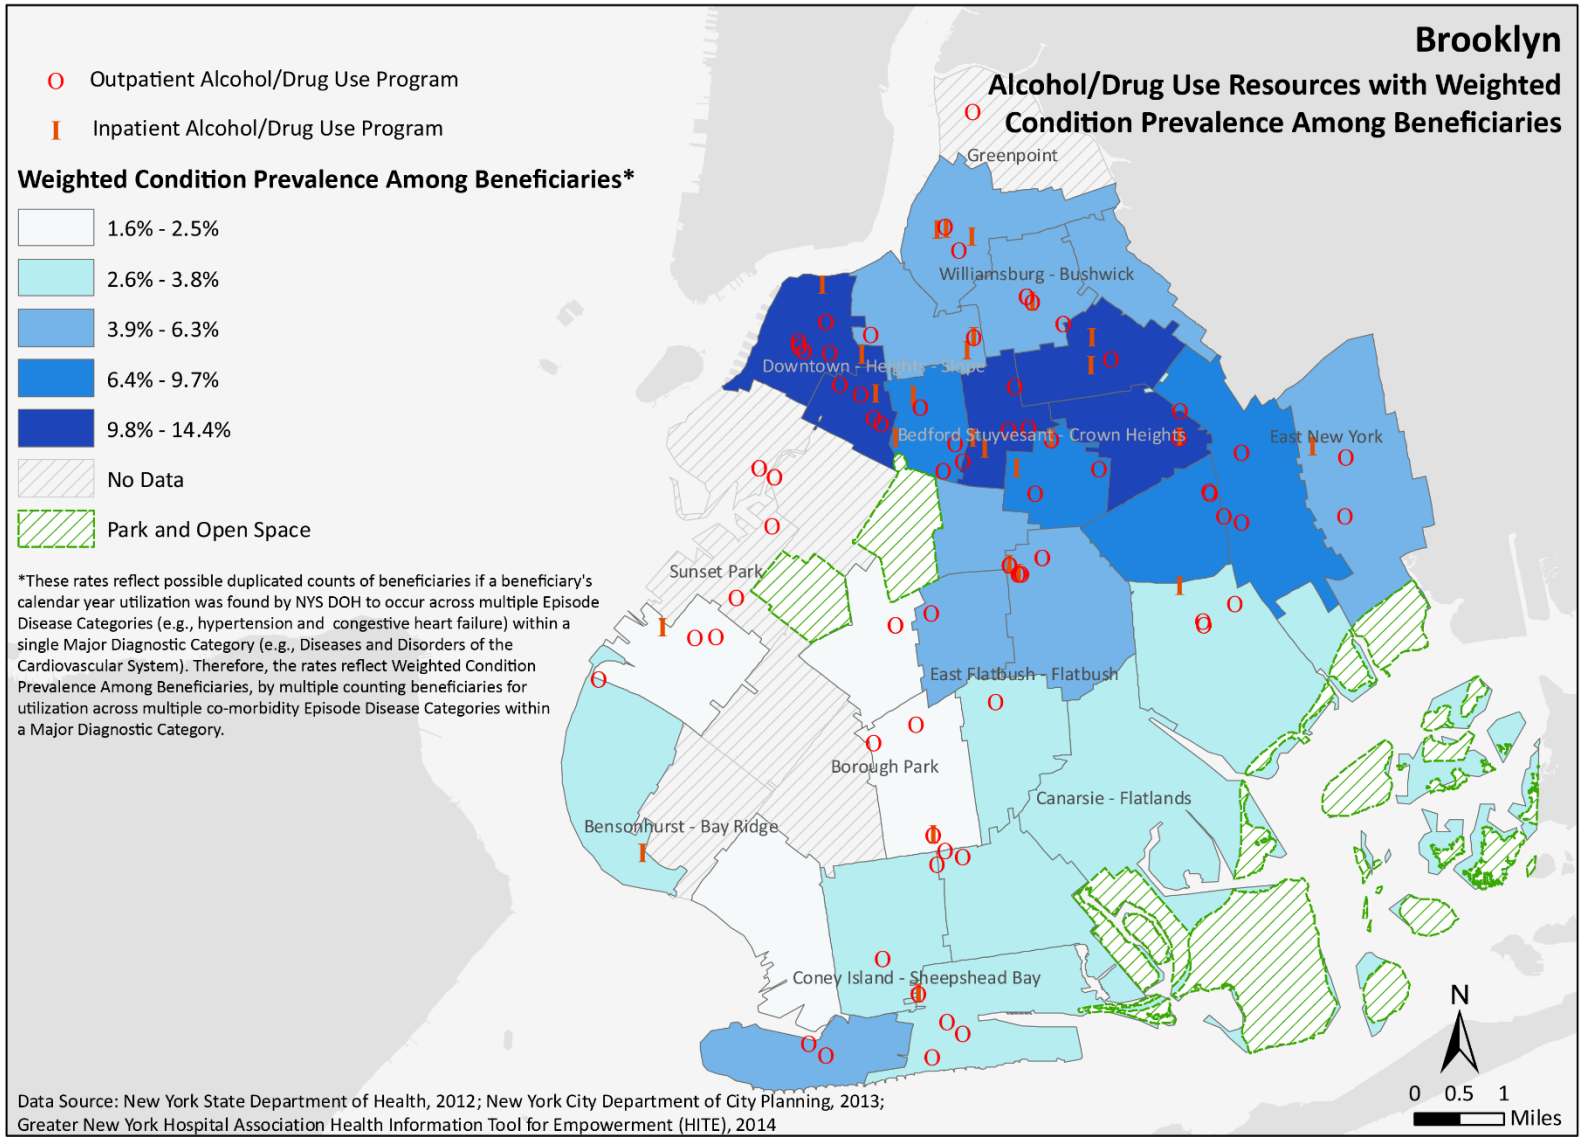 Brooklyn
Alcohol/Drug Use Resources with Weighted
Condition Prevalence Among Beneficiaries
O Outpatient Alcohol/Drug Use Program
I Inpatient Alcohol/Drug Use Program
Weighted Condition Prevalence Among Beneficiaries*
1.6% - 2.5%
2.6% - 3.8%
3.9% - 6.3%
6.4% - 9.7%
9.8% - 14.4%
No Data
Park and Open Space
*These rates reflect possible duplicated counts of beneficiaries if a beneficiary's
calendar year utilization was found by NYS DOH to occur across multiple Episode
Disease Categories (e.g., hypertension and congestive heart failure) within a
single Major Diagnostic Category (e.g., Diseases and Disorders of the
Cardiovascular System). Therefore, the rates reflect Weighted Condition
Prevalence Among Beneficiaries, by multiple counting beneficiaries for
utilization across multiple co-morbidity Episode Disease Categories within
a Major Diagnostic Category.
Greenpoint
Williamsburg - Bushwick
Downtown - Heights - Slope
Bedford Stuyvesant - Crown Heights
East New York
Sunset Park
East Flatbush - Flatbush
Borough Park
Canarsie - Flatlands
Bensonhurst - Bay Ridge
Coney Island - Sheepshead Bay
N
0 0.5 1
Miles
Data Source: New York State Department of Health, 2012; New York City Department of City Planning, 2013;
Greater New York Hospital Association Health Information Tool for Empowerment (HITE), 2014